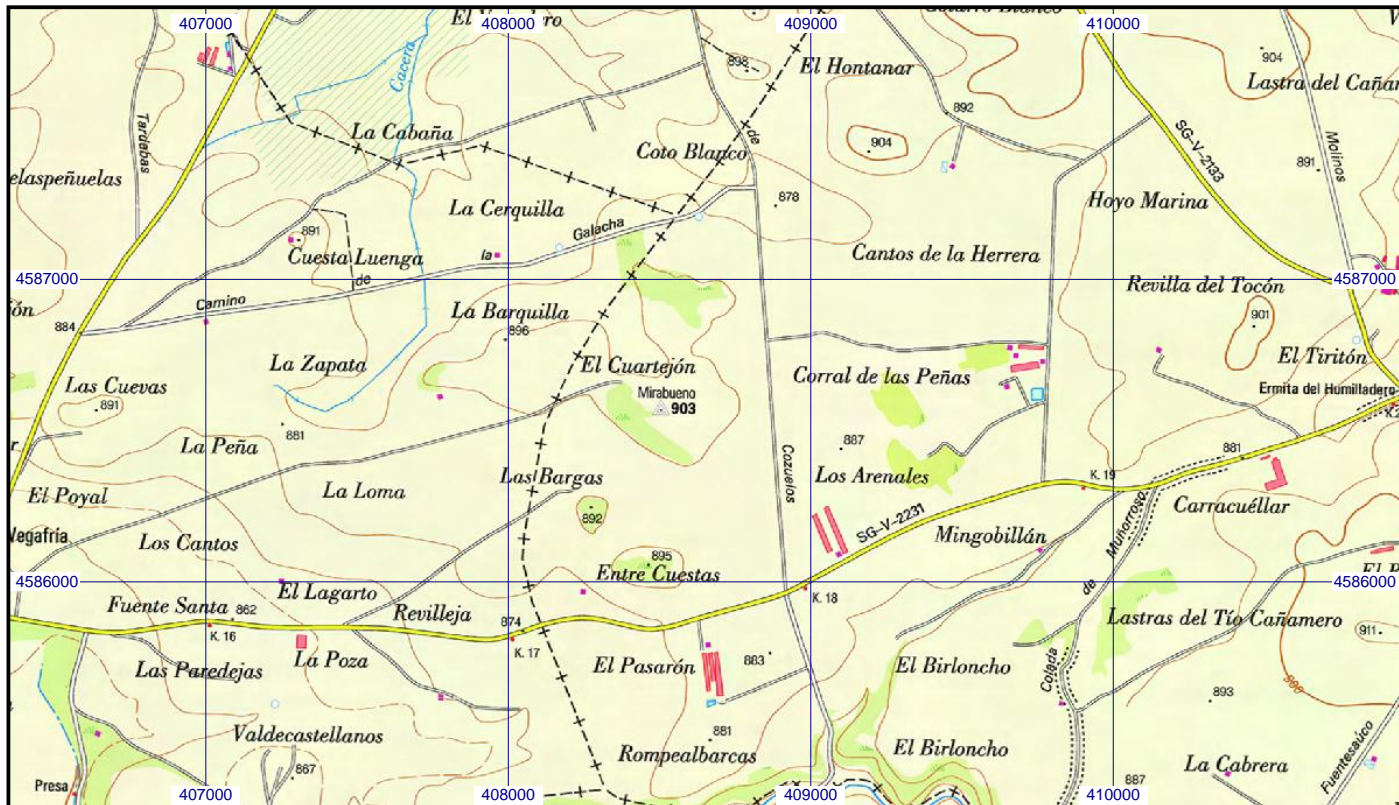 407000
408000
409000
410000
El
Cacera
898
El Hontanar
904
Lastra del Cañar
892
SG-V-2133
Tardebas
La Cabaña
de
904
Molinos
Coto Blanco
891
elaspeñuelas
La Cerquilla
878
Hoyo Marina
Galacha
891
Cuesta Luenga
la
Cantos de la Herrera
de
4587000
4587000
Camino
Revilla del Tocón
ón
884
La Barquilla
896
901
La Zapata
El Cuartejón
El Tiritón
Las Cuevas
Corral de las Peñas
Mirabueno
903
Ermita del Humilladero
891
881
La Peña
887
881
Cozuelos
Las Bargas
Los Arenales
K. 19
El Poyal
La Loma
Muñorroso
Carracuéllar
892
SG-V-2231
Vegafría
Los Cantos
Mingobillán
895
4586000
Entre Cuestas
4586000
El Lagarto
de
Fuente Santa
862
Revilleja
K. 18
Lastras del Tío Cañamero
K. 16
874
K. 17
911
La Poza
El Pasarón
883
El Birloncho
Las Paredejas
Colada
900
893
Valdecastellanos
881
Rompealbarcas
El Birloncho
Fuentesaúco
La Cabrera
867
887
Presa
407000
408000
409000
410000